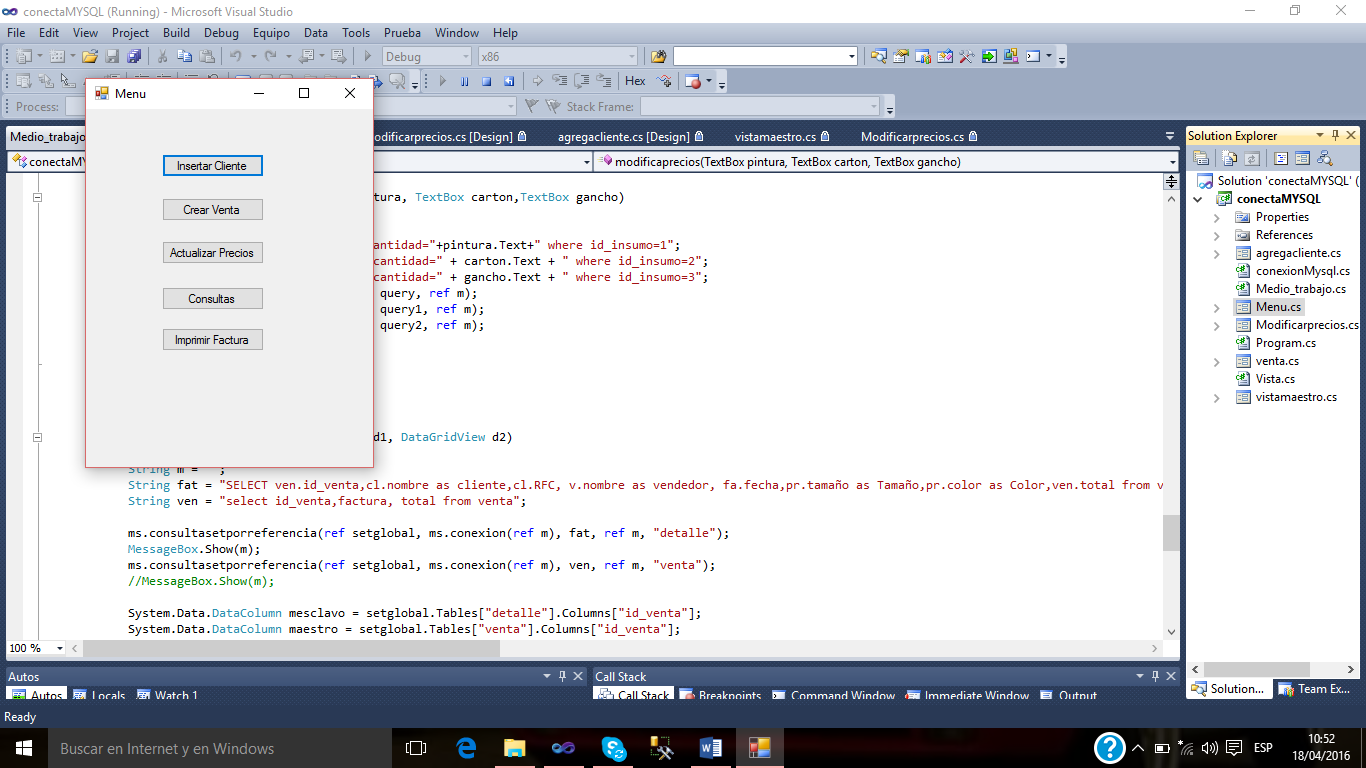 conectaMYSQL (Running) - Microsoft Visual Studio
File Edit View Project Build Debug Equipo Data Tools Prueba Window Help
Debug x86
Hex
Process: Stack Frame:
Menu
Insertar Cliente
Crear Venta
Actualizar Precios
Consultas
Imprimir Factura
Medio_trabajo odificarprecios.cs [Design] agregacliente.cs [Design] vistamaestro.cs Modificarprecios.cs
conectaMY modificaprecios(TextBox pintura, TextBox carton, TextBox gancho)
tura, TextBox carton,TextBox gancho)
cantidad="+pintura.Text+" where id_insumo=1";
cantidad=" + carton.Text + " where id_insumo=2";
cantidad=" + gancho.Text + " where id_insumo=3";
query, ref m);
query1, ref m);
query2, ref m);
d1, DataGridView d2)
String m = " ";
String fat = "SELECT ven.id_venta,cl.nombre as cliente,cl.RFC, v.nombre as vendedor, fa.fecha,pr.tamaño as Tamaño,pr.color as Color,ven.total from v
String ven = "select id_venta,factura, total from venta";
ms.consultasetporreferencia(ref setglobal, ms.conexion(ref m), fat, ref m, "detalle");
MessageBox.Show(m);
ms.consultasetporreferencia(ref setglobal, ms.conexion(ref m), ven, ref m, "venta");
//MessageBox.Show(m);
System.Data.DataColumn mesclavo = setglobal.Tables["detalle"].Columns["id_venta"];
System.Data.DataColumn maestro = setglobal.Tables["venta"].Columns["id_venta"];
100 %
Solution Explorer
Solution 'conectaMYSQL' (
conectaMYSQL
Properties
References
agregacliente.cs
conexionMysql.cs
Medio_trabajo.cs
Menu.cs
Modificarprecios.cs
Program.cs
venta.cs
Vista.cs
vistamaestro.cs
Solution... Team Ex...
Autos Call Stack
Autos Locals Watch 1 Call Stack Breakpoints Command Window Immediate Window Output
Ready
Buscar en Internet y en Windows
ESP
10:52
18/04/2016